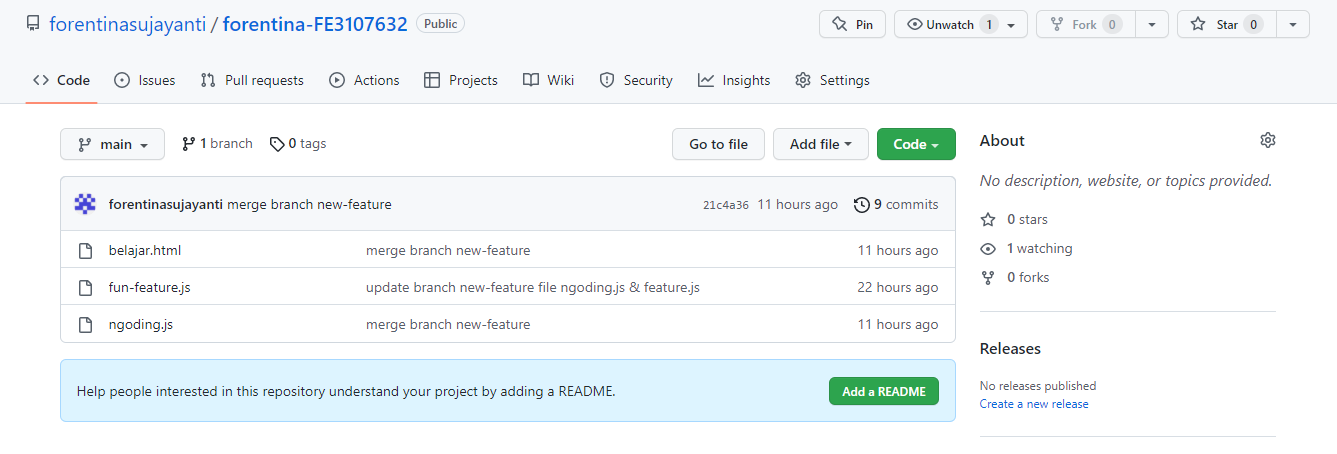 forentinasujayanti / forentina-FE3107632 Public
Pin Unwatch 1 Fork 0 Star 0
Code Issues Pull requests Actions Projects Wiki Security Insights Settings
main 1 branch 0 tags Go to file Add file Code
forentinasujayanti merge branch new-feature 21c4a36 11 hours ago 9 commits
belajar.html merge branch new-feature 11 hours ago
fun-feature.js update branch new-feature file ngoding.js & feature.js 22 hours ago
ngoding.js merge branch new-feature 11 hours ago
Help people interested in this repository understand your project by adding a README. Add a README
About
No description, website, or topics provided.
0 stars
1 watching
0 forks
Releases
No releases published
Create a new release